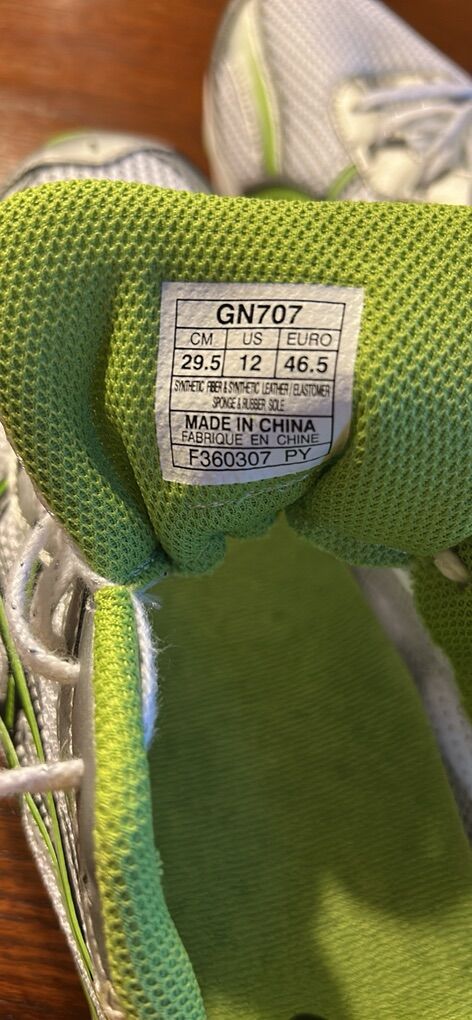 GN707
CM US EURO
29.5 12 46.5
SYNTHETIC FIBER & SYNTHETIC LEATHER / ELASTOMER
SPONGE & RUBBER SOLE
MADE IN CHINA
FABRIQUE EN CHINE
F360307 PY